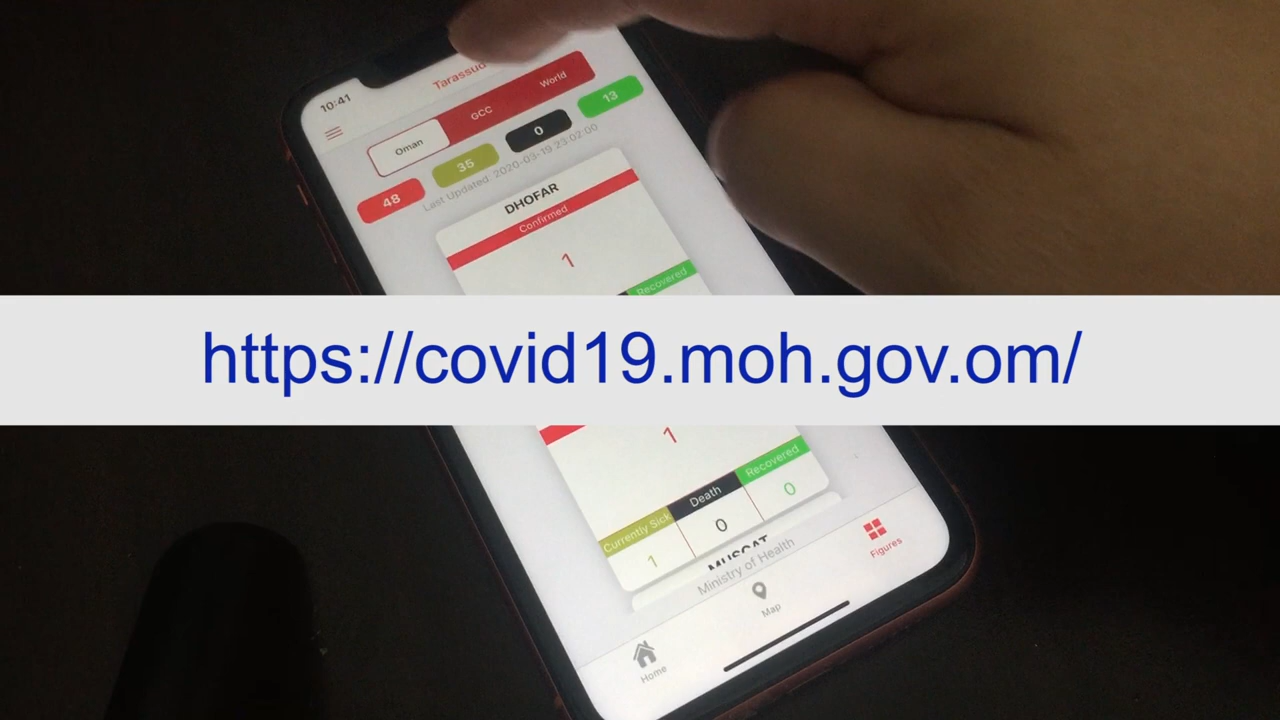 10:41
Tarassud
Oman GCC World
48 35 0 13
Last Updated 2020-03-19 23:02:00
DHOFAR
Confirmed
1
Recovered
https://covid19.moh.gov.om/
1
Currently Sick Death Recovered
1 0 0
MUSCAT
Ministry of Health
Home Map Figures